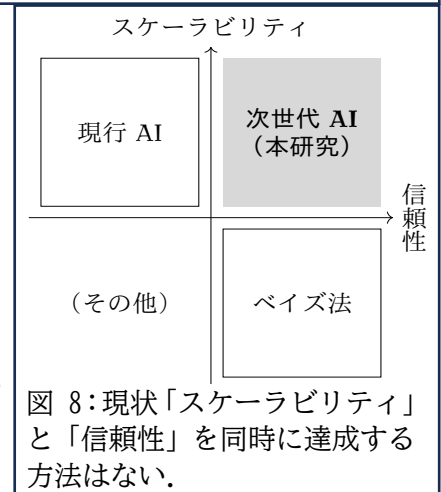 スケーラビリティ
現行 AI
次世代 AI
（本研究）
信頼性
（その他）
ベイズ法
図 8：現状「スケーラビリティ」
と「信頼性」を同時に達成する
方法はない．